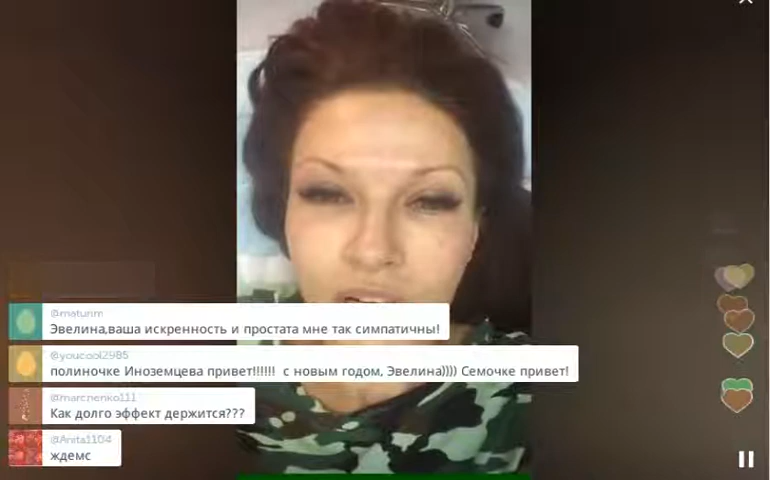 @maturim
Эвелина,ваша искренность и простата мне так симпатичны!
@youcool2985
полиночке Иноземцева привет!!!!!! с новым годом, Эвелина)))) Семочке привет!
@marchenko111
Как долго эффект держится???
@Anita1104
ждемс